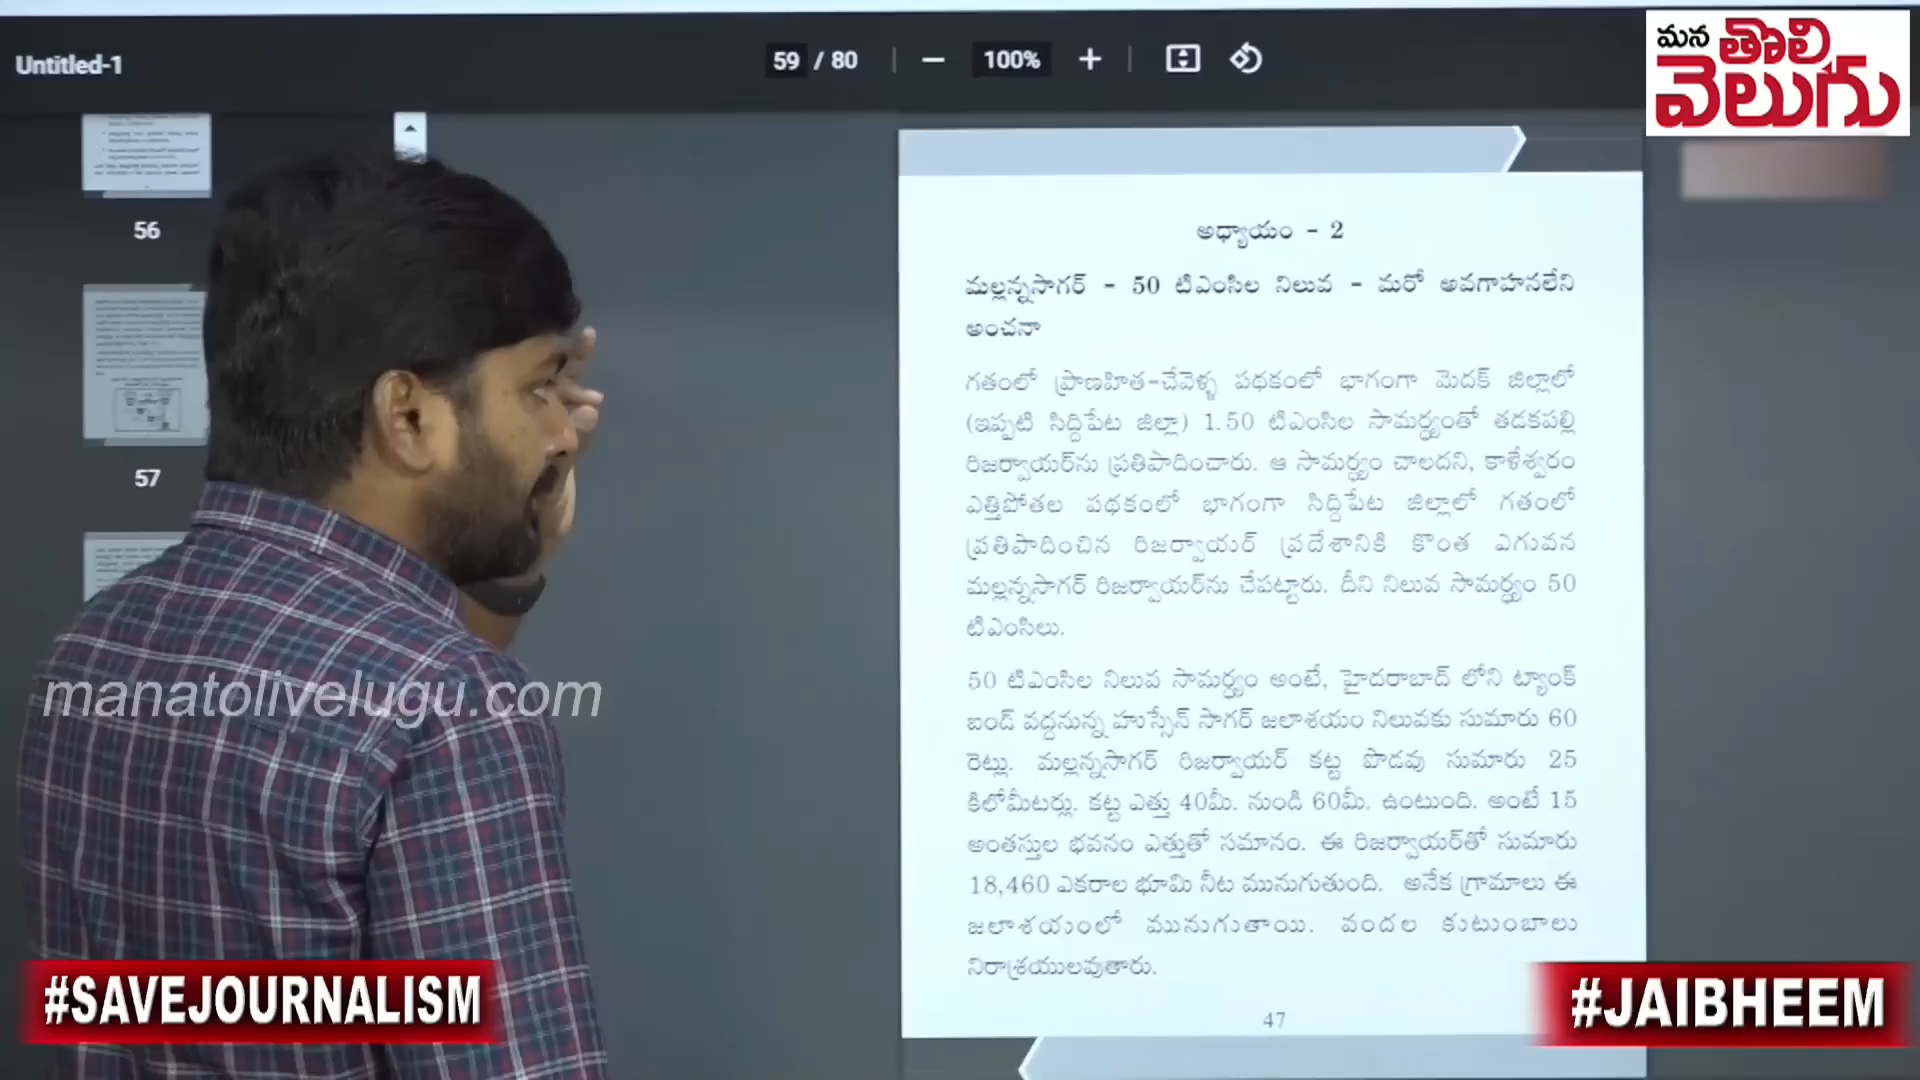 Untitled-1
59 / 80
100%
మన
తొలి
వెలుగు
56
57
అధ్యాయం - 2
మల్లన్నసాగర్ - 50 టిఎంసిల నిలువ - మరో అవగాహనలేని
అంచనా
గతంలో ప్రాణహిత-చేవెళ్ళ పథకంలో భాగంగా మెదక్ జిల్లాలో
(ఇప్పటి సిద్దిపేట జిల్లా) 1.50 టిఎంసిల సామర్థ్యంతో తడకపల్లి
రిజర్వాయర్‌ను ప్రతిపాదించారు. ఆ సామర్థ్యం చాలదని, కాళేశ్వరం
ఎత్తిపోతల పథకంలో భాగంగా సిద్దిపేట జిల్లాలో గతంలో
ప్రతిపాదించిన రిజర్వాయర్ ప్రదేశానికి కొంత ఎగువన
మల్లన్నసాగర్ రిజర్వాయర్‌ను చేపట్టారు. దీని నిలువ సామర్థ్యం 50
టిఎంసిలు.
50 టిఎంసిల నిలువ సామర్థ్యం అంటే, హైదరాబాద్ లోని ట్యాంక్
బండ్ వద్దనున్న హుస్సేన్ సాగర్ జలాశయం నిలువకు సుమారు 60
రెట్లు. మల్లన్నసాగర్ రిజర్వాయర్ కట్ట పొడవు సుమారు 25
కిలోమీటర్లు. కట్ట ఎత్తు 40మీ. నుండి 60మీ. ఉంటుంది. అంటే 15
అంతస్తుల భవనం ఎత్తుతో సమానం. ఈ రిజర్వాయర్‌తో సుమారు
18,460 ఎకరాల భూమి నీట మునుగుతుంది. అనేక గ్రామాలు ఈ
జలాశయంలో మునుగుతాయి. వందల కుటుంబాలు
నిరాశ్రయులవుతారు.
47
manatolivelugu.com
#SAVEJOURNALISM
#JAIBHEEM